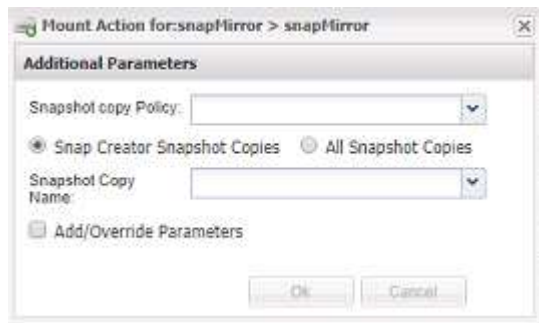 Mount Action for:snapMirror > snapMirror
Additional Parameters
Snapshot copy Policy:
Snap Creator Snapshot Copies All Snapshot Copies
Snapshot Copy
Name:
Add/Override Parameters
Ok Cancel